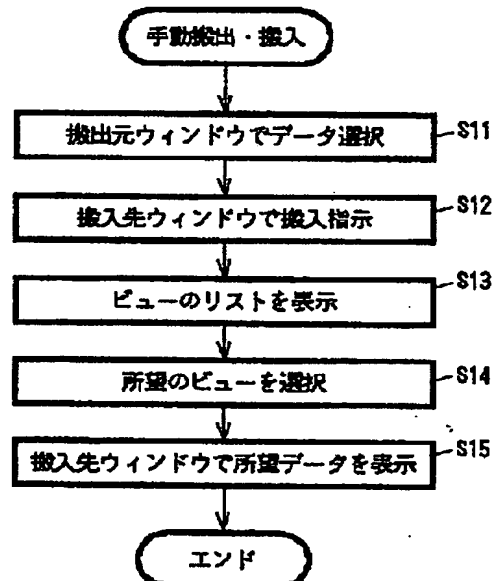 手動搬出・搬入
搬出元ウィンドウでデータ選択
S11
搬入先ウィンドウで搬入指示
S12
ビューのリストを表示
S13
所望のビューを選択
S14
搬入先ウィンドウで所望データを表示
S15
エンド